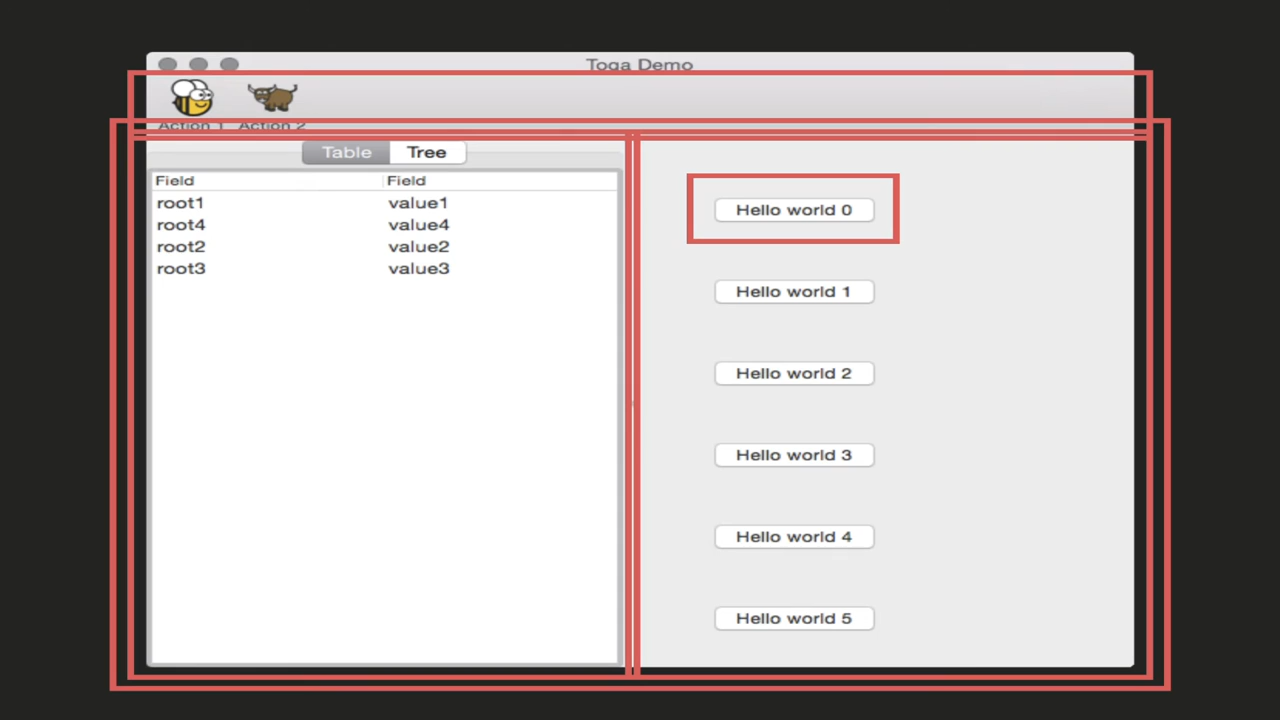 Toga Demo
Action 1 Action 2
Table Tree
Field Field
root1 value1
root4 value4
root2 value2
root3 value3
Hello world 0
Hello world 1
Hello world 2
Hello world 3
Hello world 4
Hello world 5